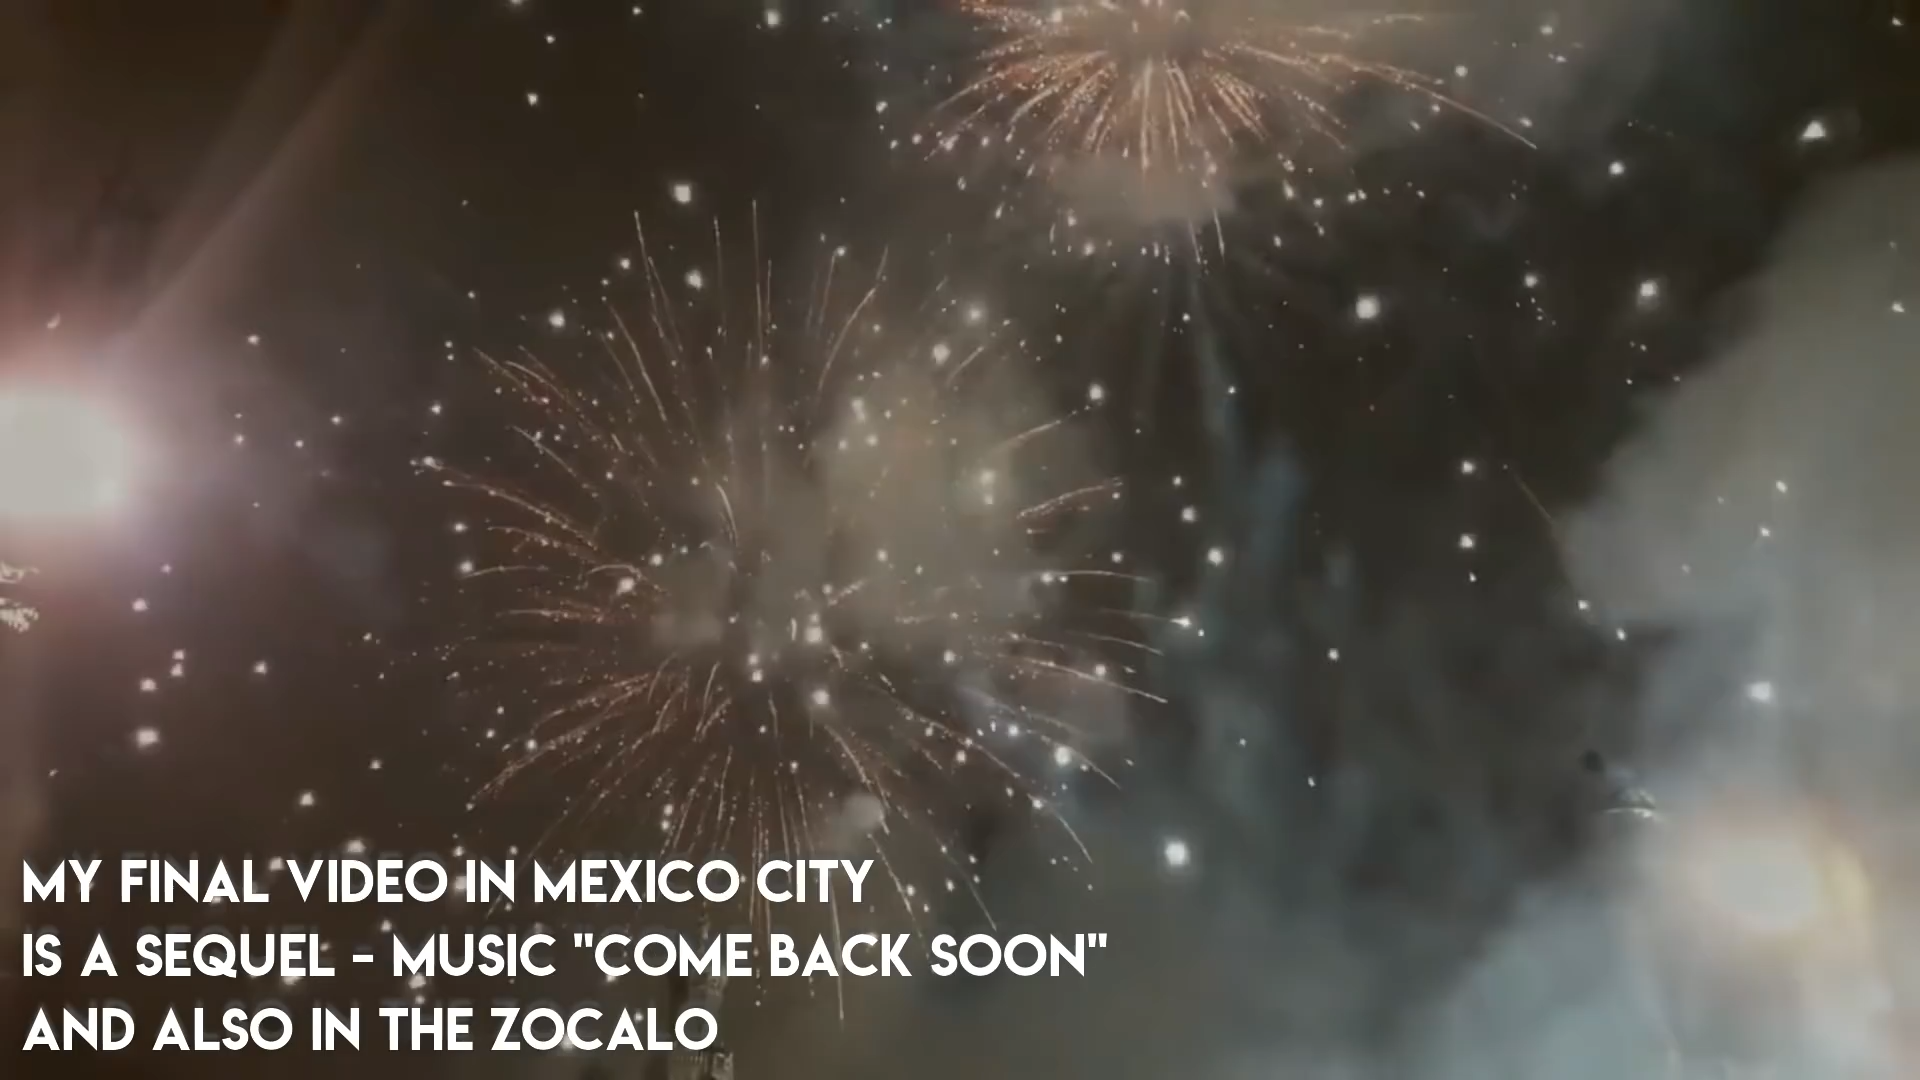 MY FINAL VIDEO IN MEXICO CITY
IS A SEQUEL - MUSIC "COME BACK SOON"
AND ALSO IN THE ZOCALO